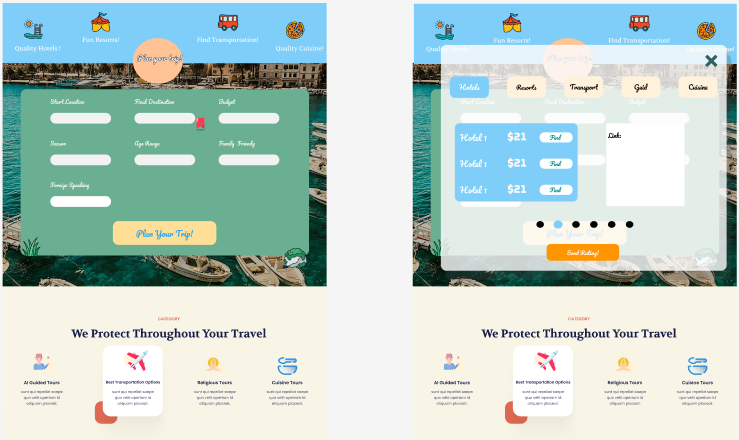 Quality Hotels!
Fun Resorts!
Find Transportation!
Quality Cuisine!
Plan your trip!
Start Location
Final Destination
Budget
Season
Age Range
Family Friendly
Foreign Speaking
Plan Your Trip!
CATEGORY
We Protect Throughout Your Travel
AI Guided Tours
sunt qui repellat saepe
quo velit aperiam id
aliquam placeat.
Best Transportation Options
sunt qui repellat saepe
quo velit aperiam id
aliquam placeat.
Religious Tours
sunt qui repellat saepe
quo velit aperiam id
aliquam placeat.
Cuisine Tours
sunt qui repellat saepe
quo velit aperiam id
aliquam placeat.
Fun Resorts!
Find Transportation!
Plan your trip!
Hotels
Resorts
Transport
Guid
Cuisine
Start Location
Final Destination
Budget
Hotel 1 $21 Find
Hotel 1 $21 Find
Hotel 1 $21 Find
Link:
Plan Your Trip!
Send Rating!
CATEGORY
We Protect Throughout Your Travel
AI Guided Tours
sunt qui repellat saepe
quo velit aperiam id
aliquam placeat.
Best Transportation Options
sunt qui repellat saepe
quo velit aperiam id
aliquam placeat.
Religious Tours
sunt qui repellat saepe
quo velit aperiam id
aliquam placeat.
Cuisine Tours
sunt qui repellat saepe
quo velit aperiam id
aliquam placeat.